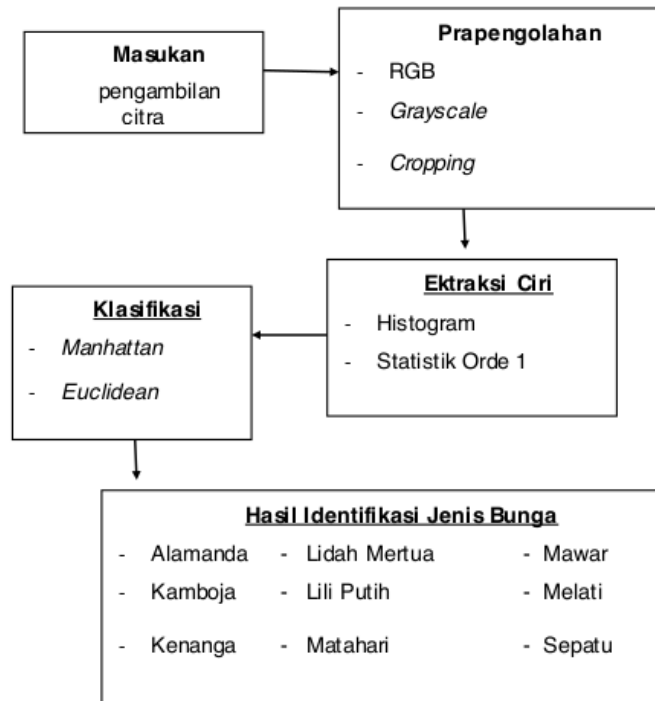 Masukan
pengambilan
citra
Prapengolahan
- RGB
- Grayscale
- Cropping
Ektraksi Ciri
- Histogram
- Statistik Orde 1
Klasifikasi
- Manhattan
- Euclidean
Hasil Identifikasi Jenis Bunga
- Alamanda - Lidah Mertua - Mawar
- Kamboja - Lili Putih - Melati
- Kenanga - Matahari - Sepatu